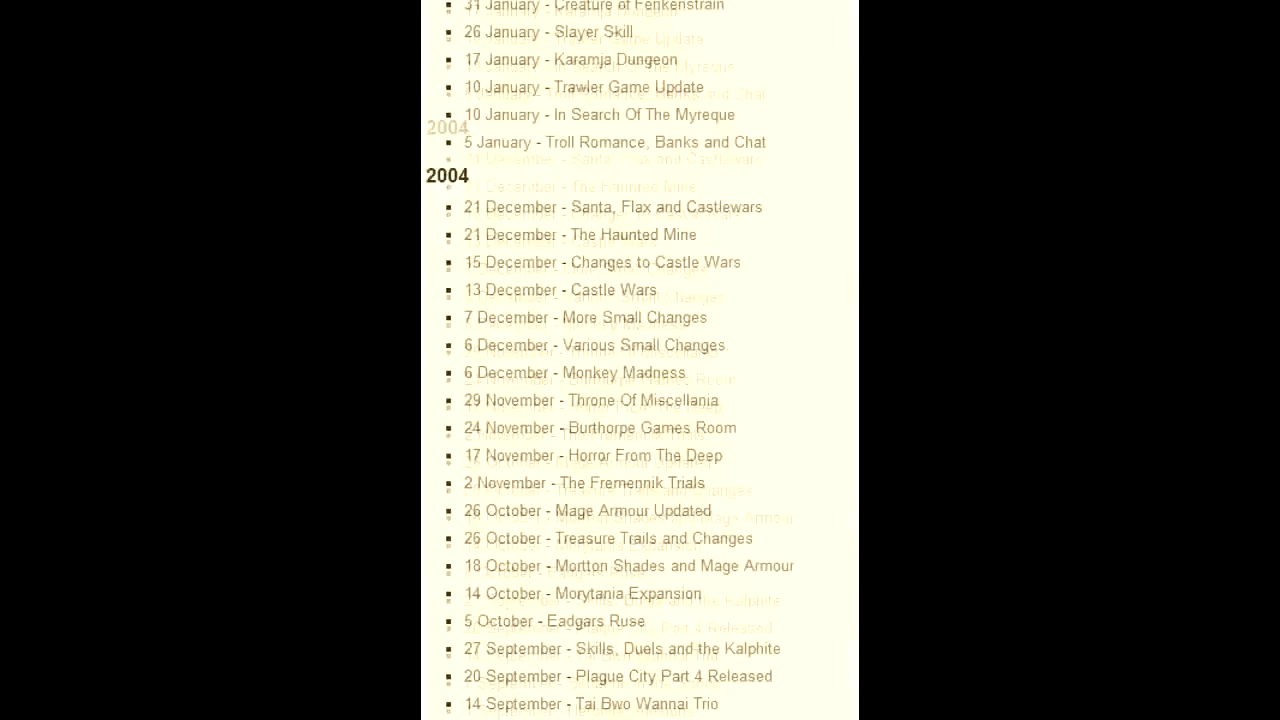 31 January - Creature of Fenkenstrain
26 January - Slayer Skill
17 January - Karamja Dungeon
10 January - Trawler Game Update
10 January - In Search Of The Myreque
5 January - Troll Romance, Banks and Chat
2004
21 December - Santa, Flax and Castlewars
21 December - The Haunted Mine
15 December - Changes to Castle Wars
13 December - Castle Wars
7 December - More Small Changes
6 December - Various Small Changes
6 December - Monkey Madness
29 November - Throne Of Miscellania
24 November - Burthorpe Games Room
17 November - Horror From The Deep
2 November - The Fremennik Trials
26 October - Mage Armour Updated
26 October - Treasure Trails and Changes
18 October - Mortton Shades and Mage Armour
14 October - Morytania Expansion
5 October - Eadgars Ruse
27 September - Skills, Duels and the Kalphite
20 September - Plague City Part 4 Released
14 September - Tai Bwo Wannai Trio